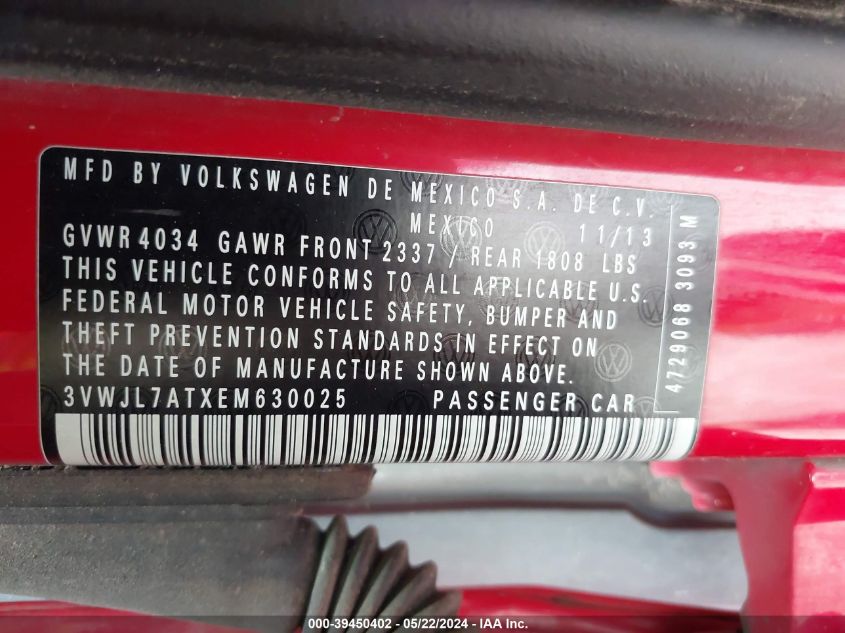 MFD BY VOLKSWAGEN DE MEXICO S.A. DE C.V.
MEXICO 11/13
GVWR 4034 GAWR FRONT 2337 / REAR 1808 LBS
THIS VEHICLE CONFORMS TO ALL APPLICABLE U.S.
FEDERAL MOTOR VEHICLE SAFETY, BUMPER AND
THEFT PREVENTION STANDARDS IN EFFECT ON
THE DATE OF MANUFACTURE SHOWN ABOVE.
3VWJL7ATXEM630025 PASSENGER CAR
4729068 3093 M
000-39450402 - 05/22/2024 - IAA Inc.